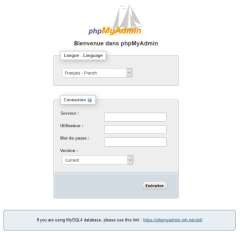 phpMyAdmin
Bienvenue dans phpMyAdmin
Langue - Language
Français - French
Connexion
Serveur :
Utilisateur :
Mot de passe :
Version :
Current
Exécuter
If you are using MySQL4 database, please use this link :